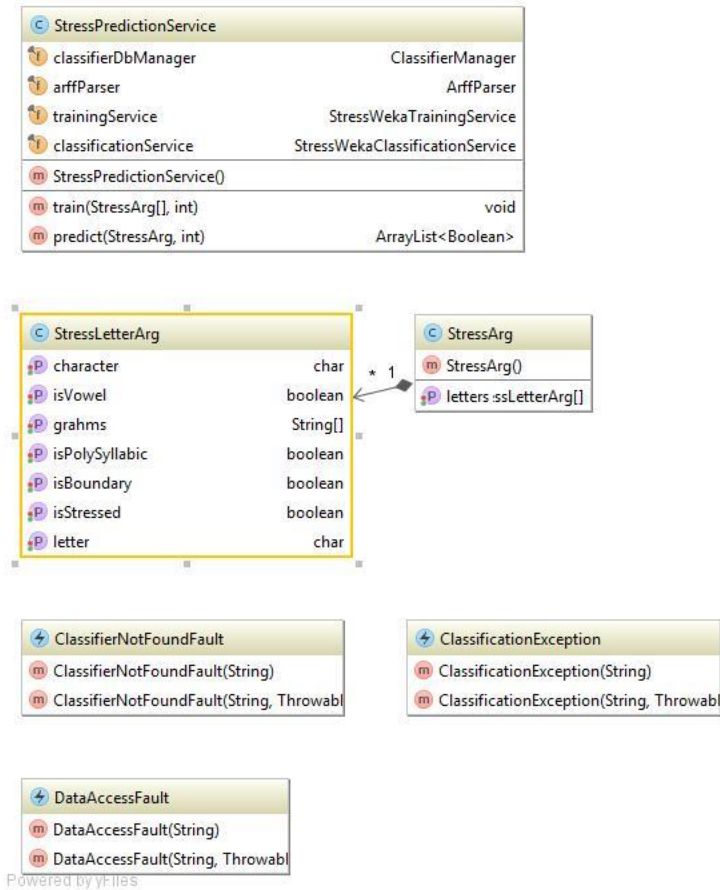 StressPredictionService
classifierDbManager ClassifierManager
arffParser ArffParser
trainingService StressWekaTrainingService
classificationService StressWekaClassificationService
StressPredictionService()
train(StressArg[], int) void
predict(StressArg, int) ArrayList<Boolean>
StressLetterArg
character char
isVowel boolean
grahms String[]
isPolySyllabic boolean
isBoundary boolean
isStressed boolean
letter char
* 1
StressArg
StressArg()
letters :ssLetterArg[]
ClassifierNotFoundFault
ClassifierNotFoundFault(String)
ClassifierNotFoundFault(String, Throwabl
ClassificationException
ClassificationException(String)
ClassificationException(String, Throwabl
DataAccessFault
DataAccessFault(String)
DataAccessFault(String, Throwabl
Powered by yFiles